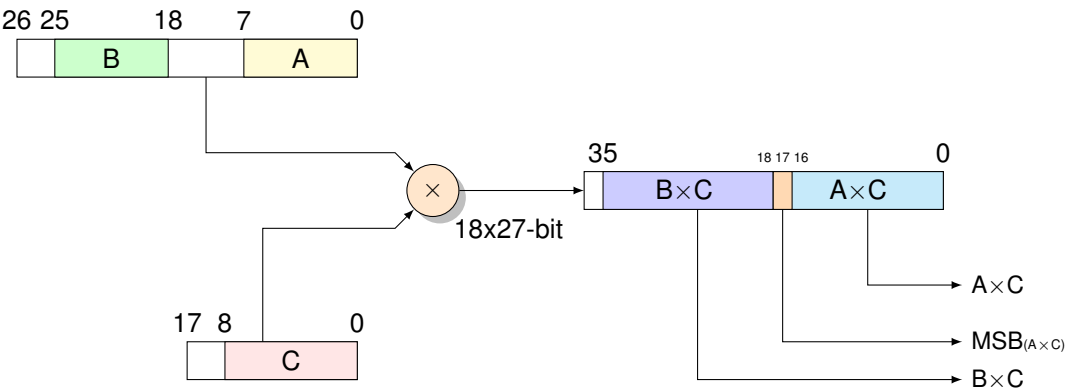 26 25 18 7 0
B A
35 18 17 16 0
B×C A×C
×
18x27-bit
A×C
17 8 0
C
MSB(A×C)
B×C